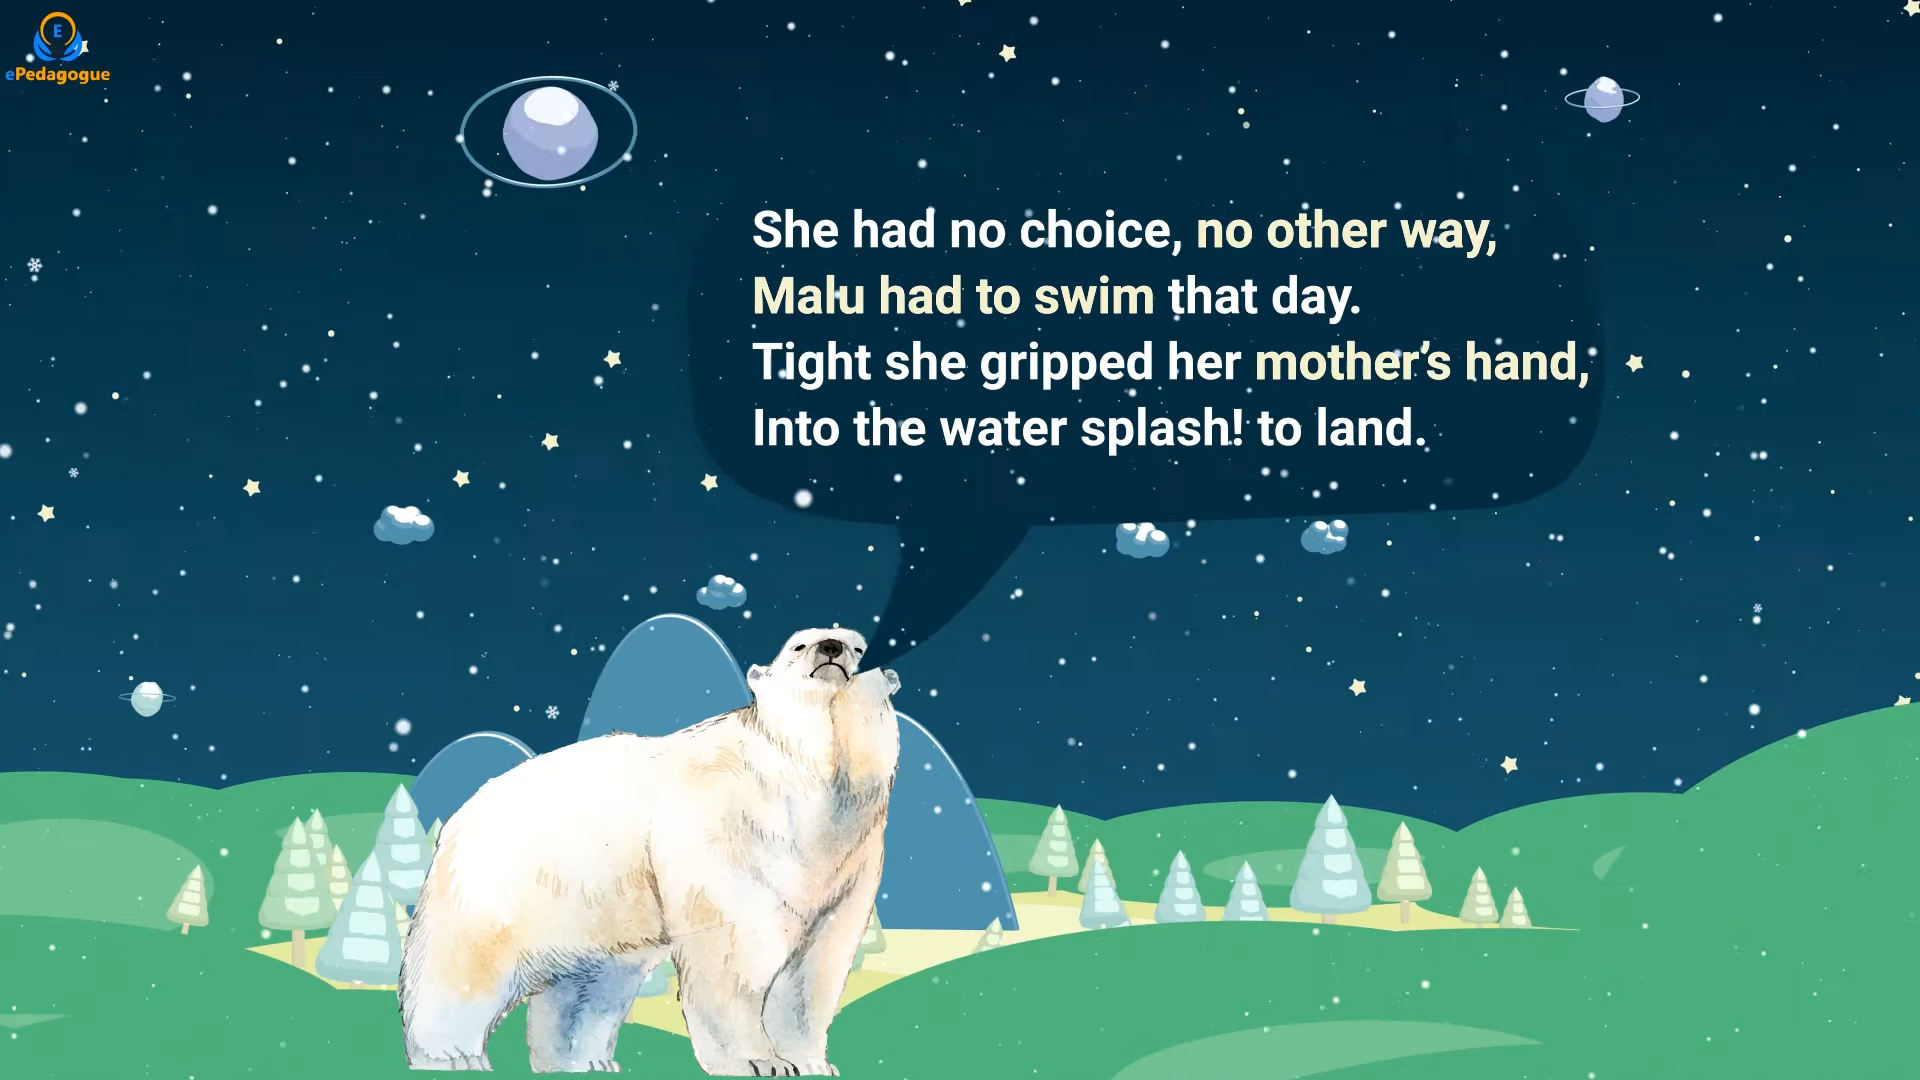 E
ePedagogue
She had no choice, no other way,
Malu had to swim that day.
Tight she gripped her mother’s hand,
Into the water splash! to land.